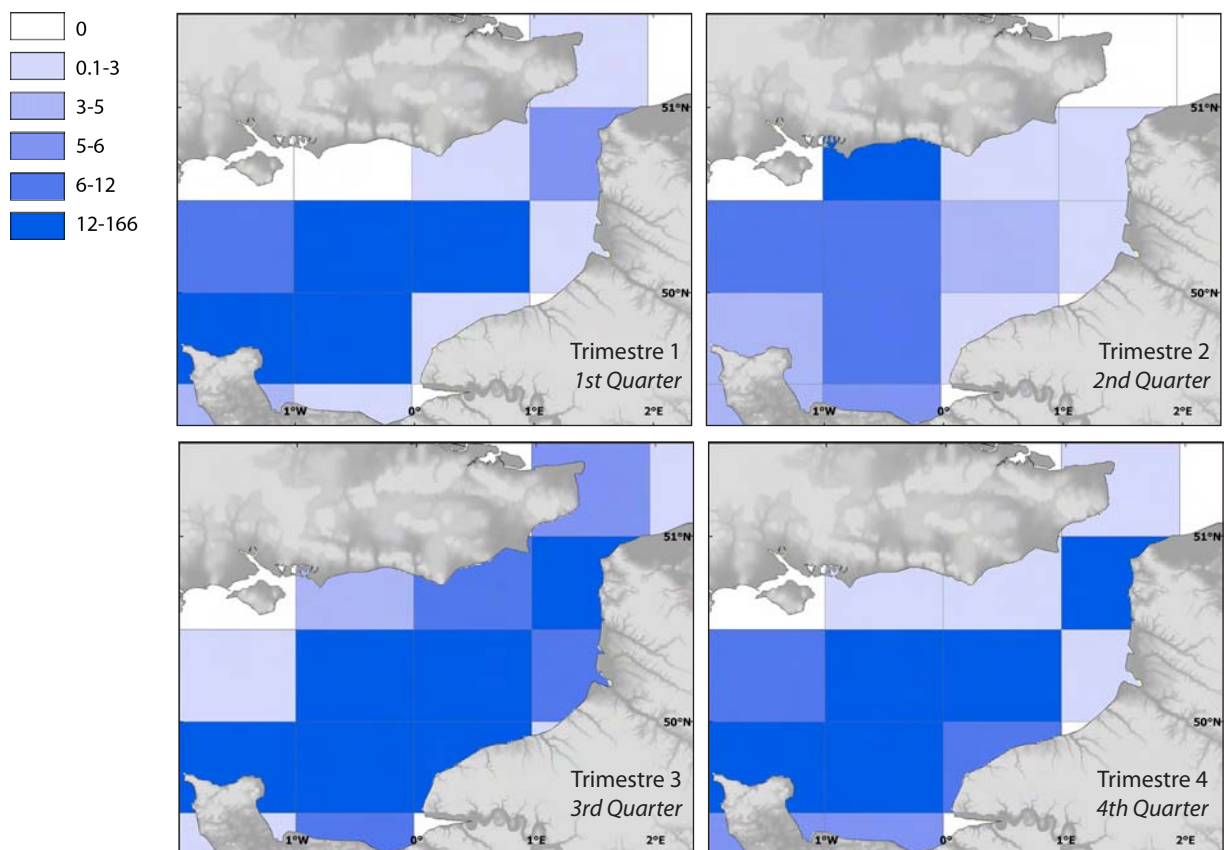 0
0.1-3
3-5
5-6
6-12
12-166
51°N
50°N
Trimestre 1
1st Quarter
1°W
0°
1°E
2°E
51°N
50°N
Trimestre 2
2nd Quarter
1°W
0°
1°E
2°E
51°N
50°N
Trimestre 3
3rd Quarter
1°W
0°
1°E
2°E
51°N
50°N
Trimestre 4
4th Quarter
1°W
0°
1°E
2°E